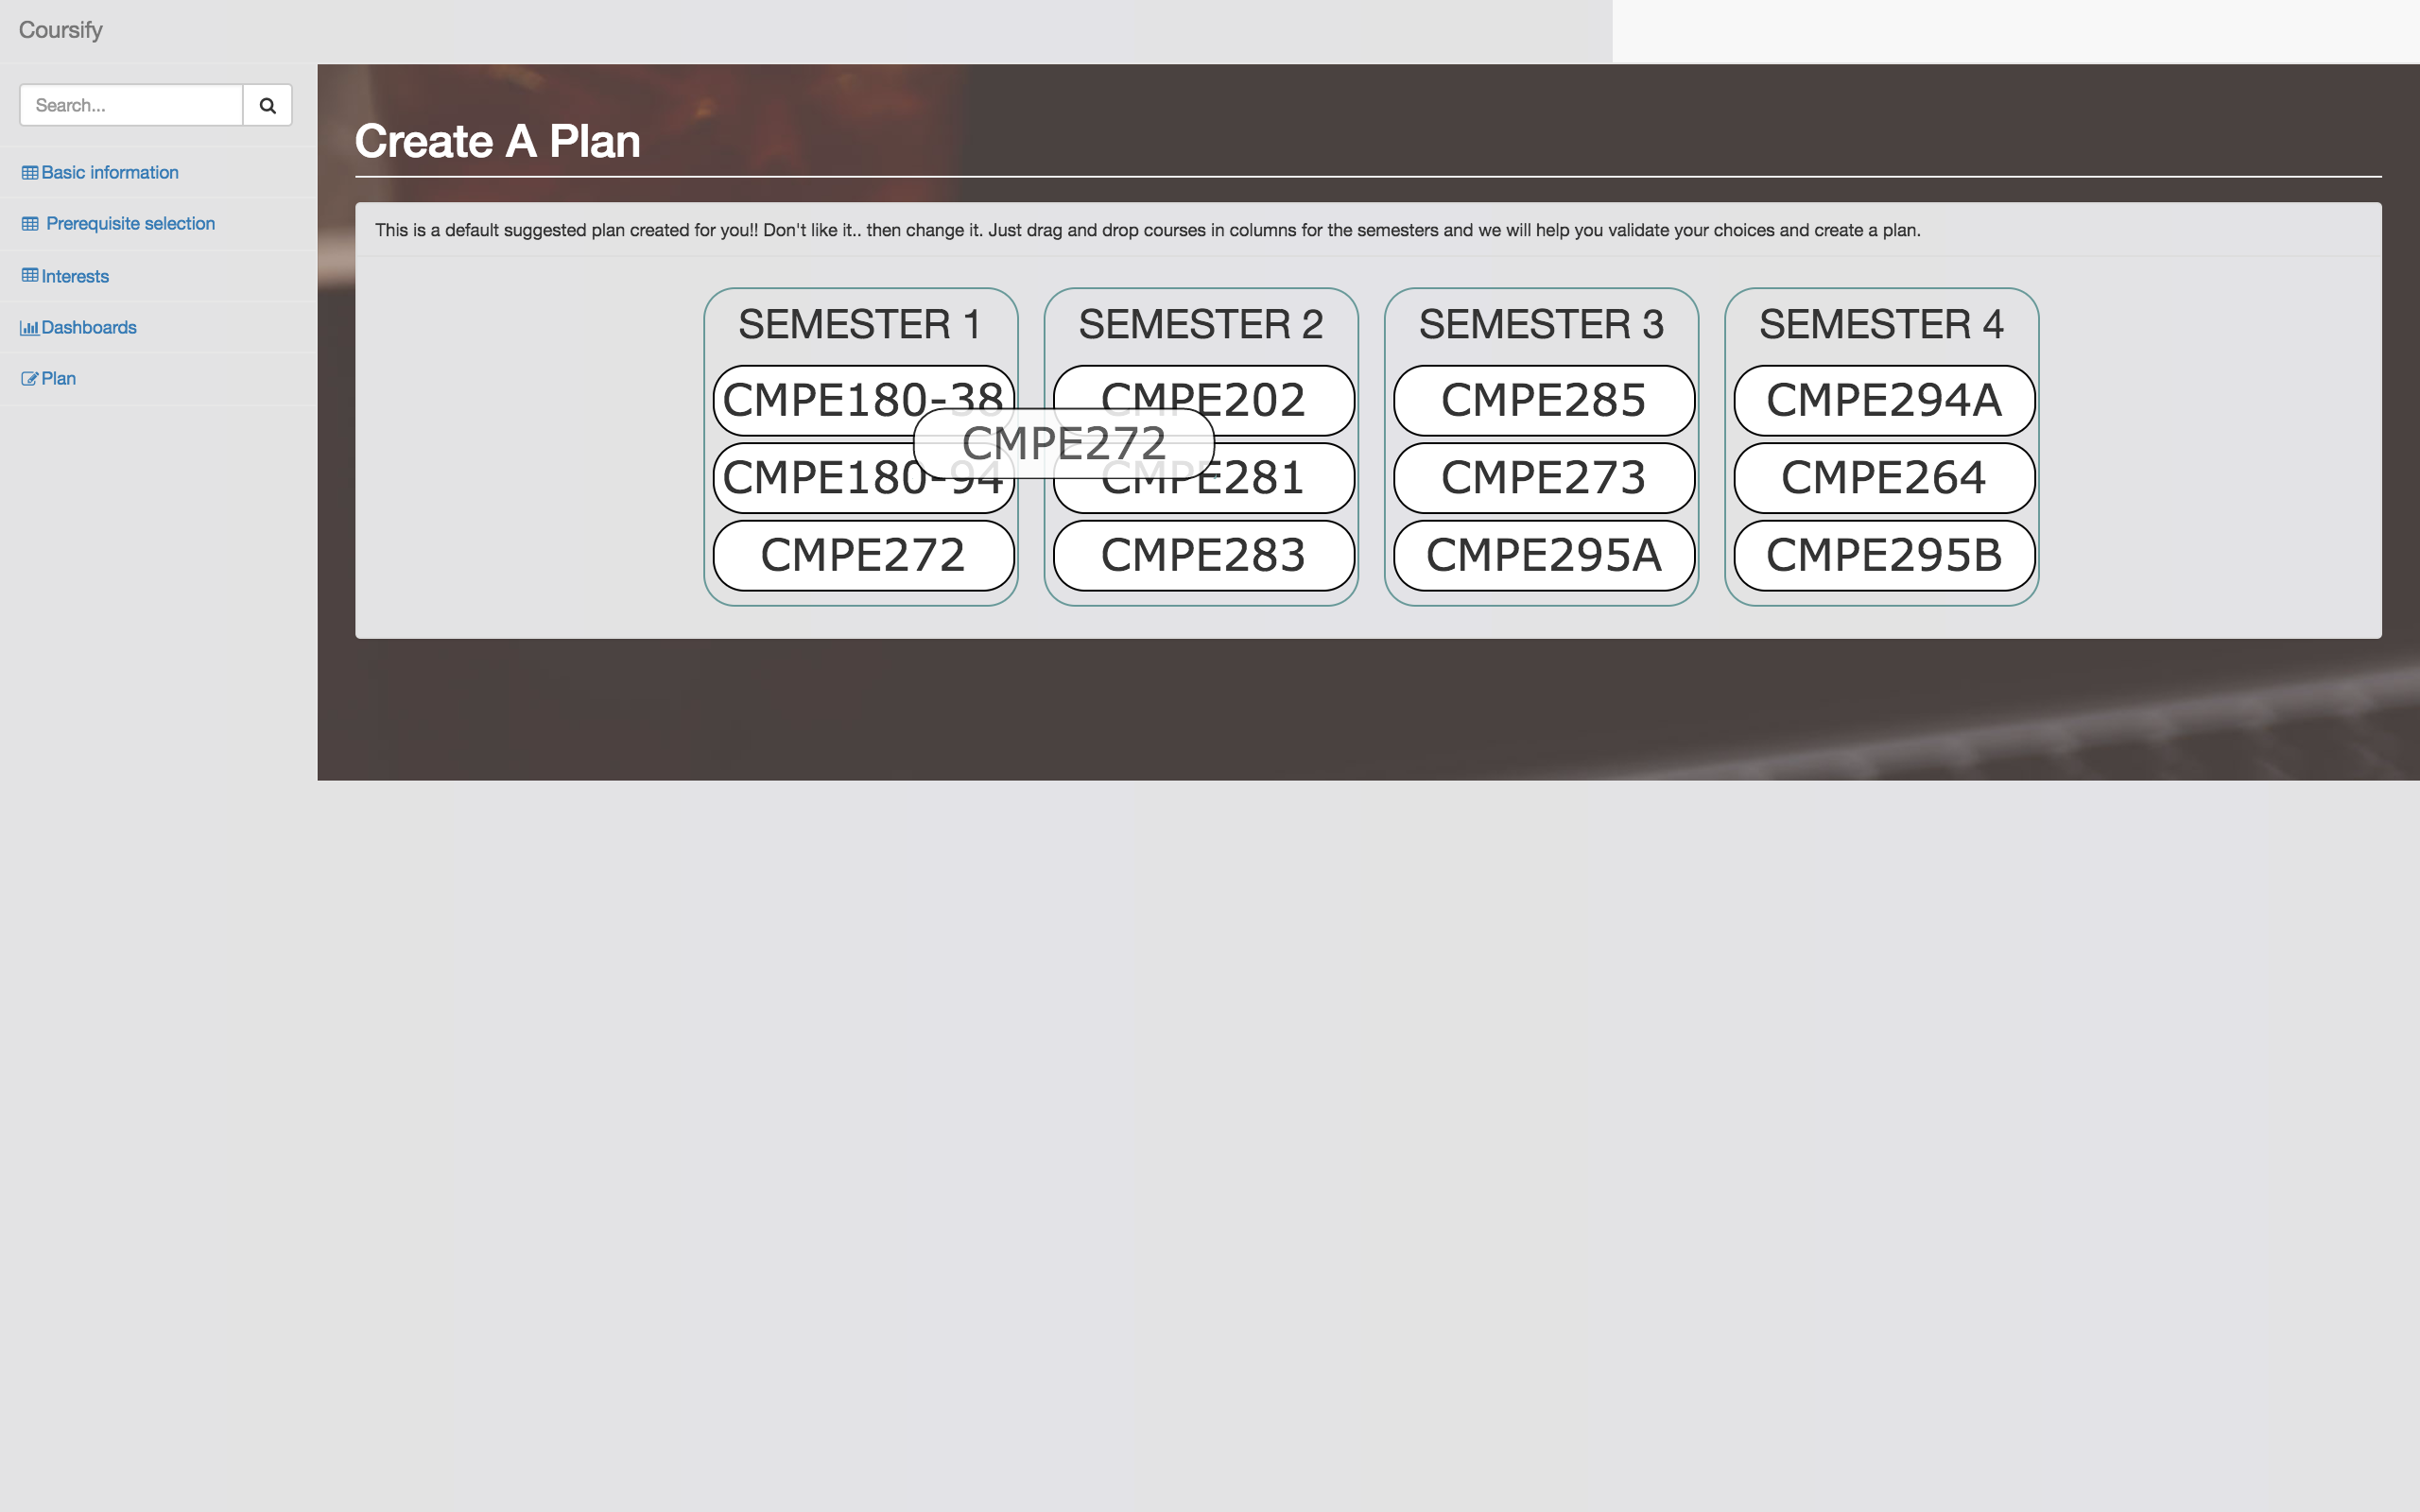 Coursify
Search...
Basic information
Prerequisite selection
Interests
Dashboards
Plan
Create A Plan
This is a default suggested plan created for you!! Don't like it.. then change it. Just drag and drop courses in columns for the semesters and we will help you validate your choices and create a plan.
SEMESTER 1
CMPE180-38
CMPE180-94
CMPE272
CMPE272
SEMESTER 2
CMPE202
CMPE281
CMPE283
SEMESTER 3
CMPE285
CMPE273
CMPE295A
SEMESTER 4
CMPE294A
CMPE264
CMPE295B